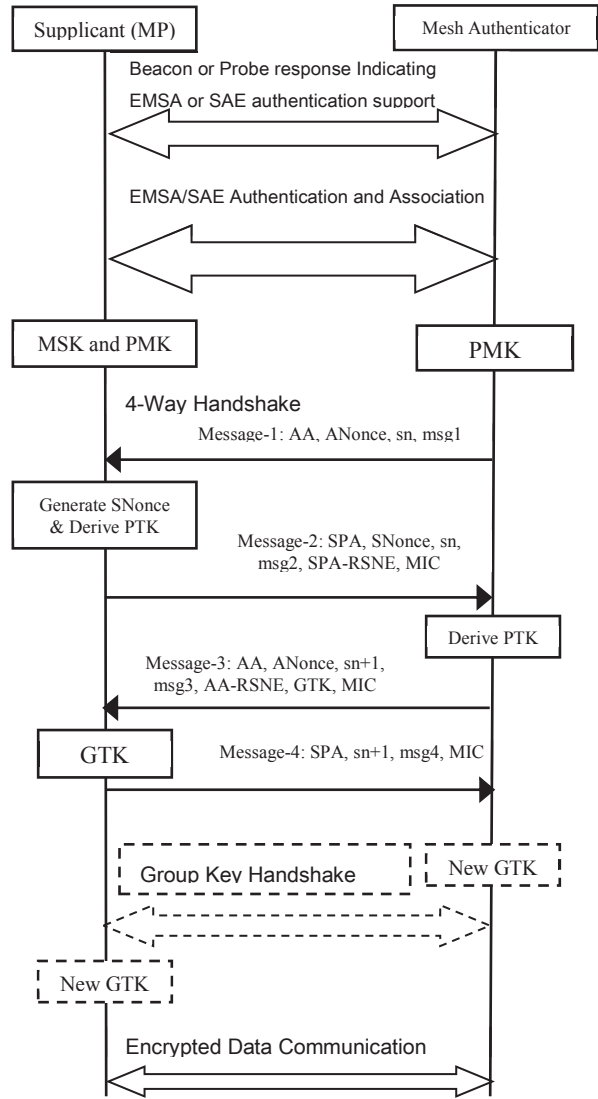 Supplicant (MP)
Mesh Authenticator
Beacon or Probe response Indicating
EMSA or SAE authentication support
EMSA/SAE Authentication and Association
MSK and PMK
PMK
4-Way Handshake
Message-1: AA, ANonce, sn, msg1
Generate SNonce
& Derive PTK
Message-2: SPA, SNonce, sn,
msg2, SPA-RSNE, MIC
Derive PTK
Message-3: AA, ANonce, sn+1,
msg3, AA-RSNE, GTK, MIC
GTK
Message-4: SPA, sn+1, msg4, MIC
Group Key Handshake
New GTK
New GTK
Encrypted Data Communication